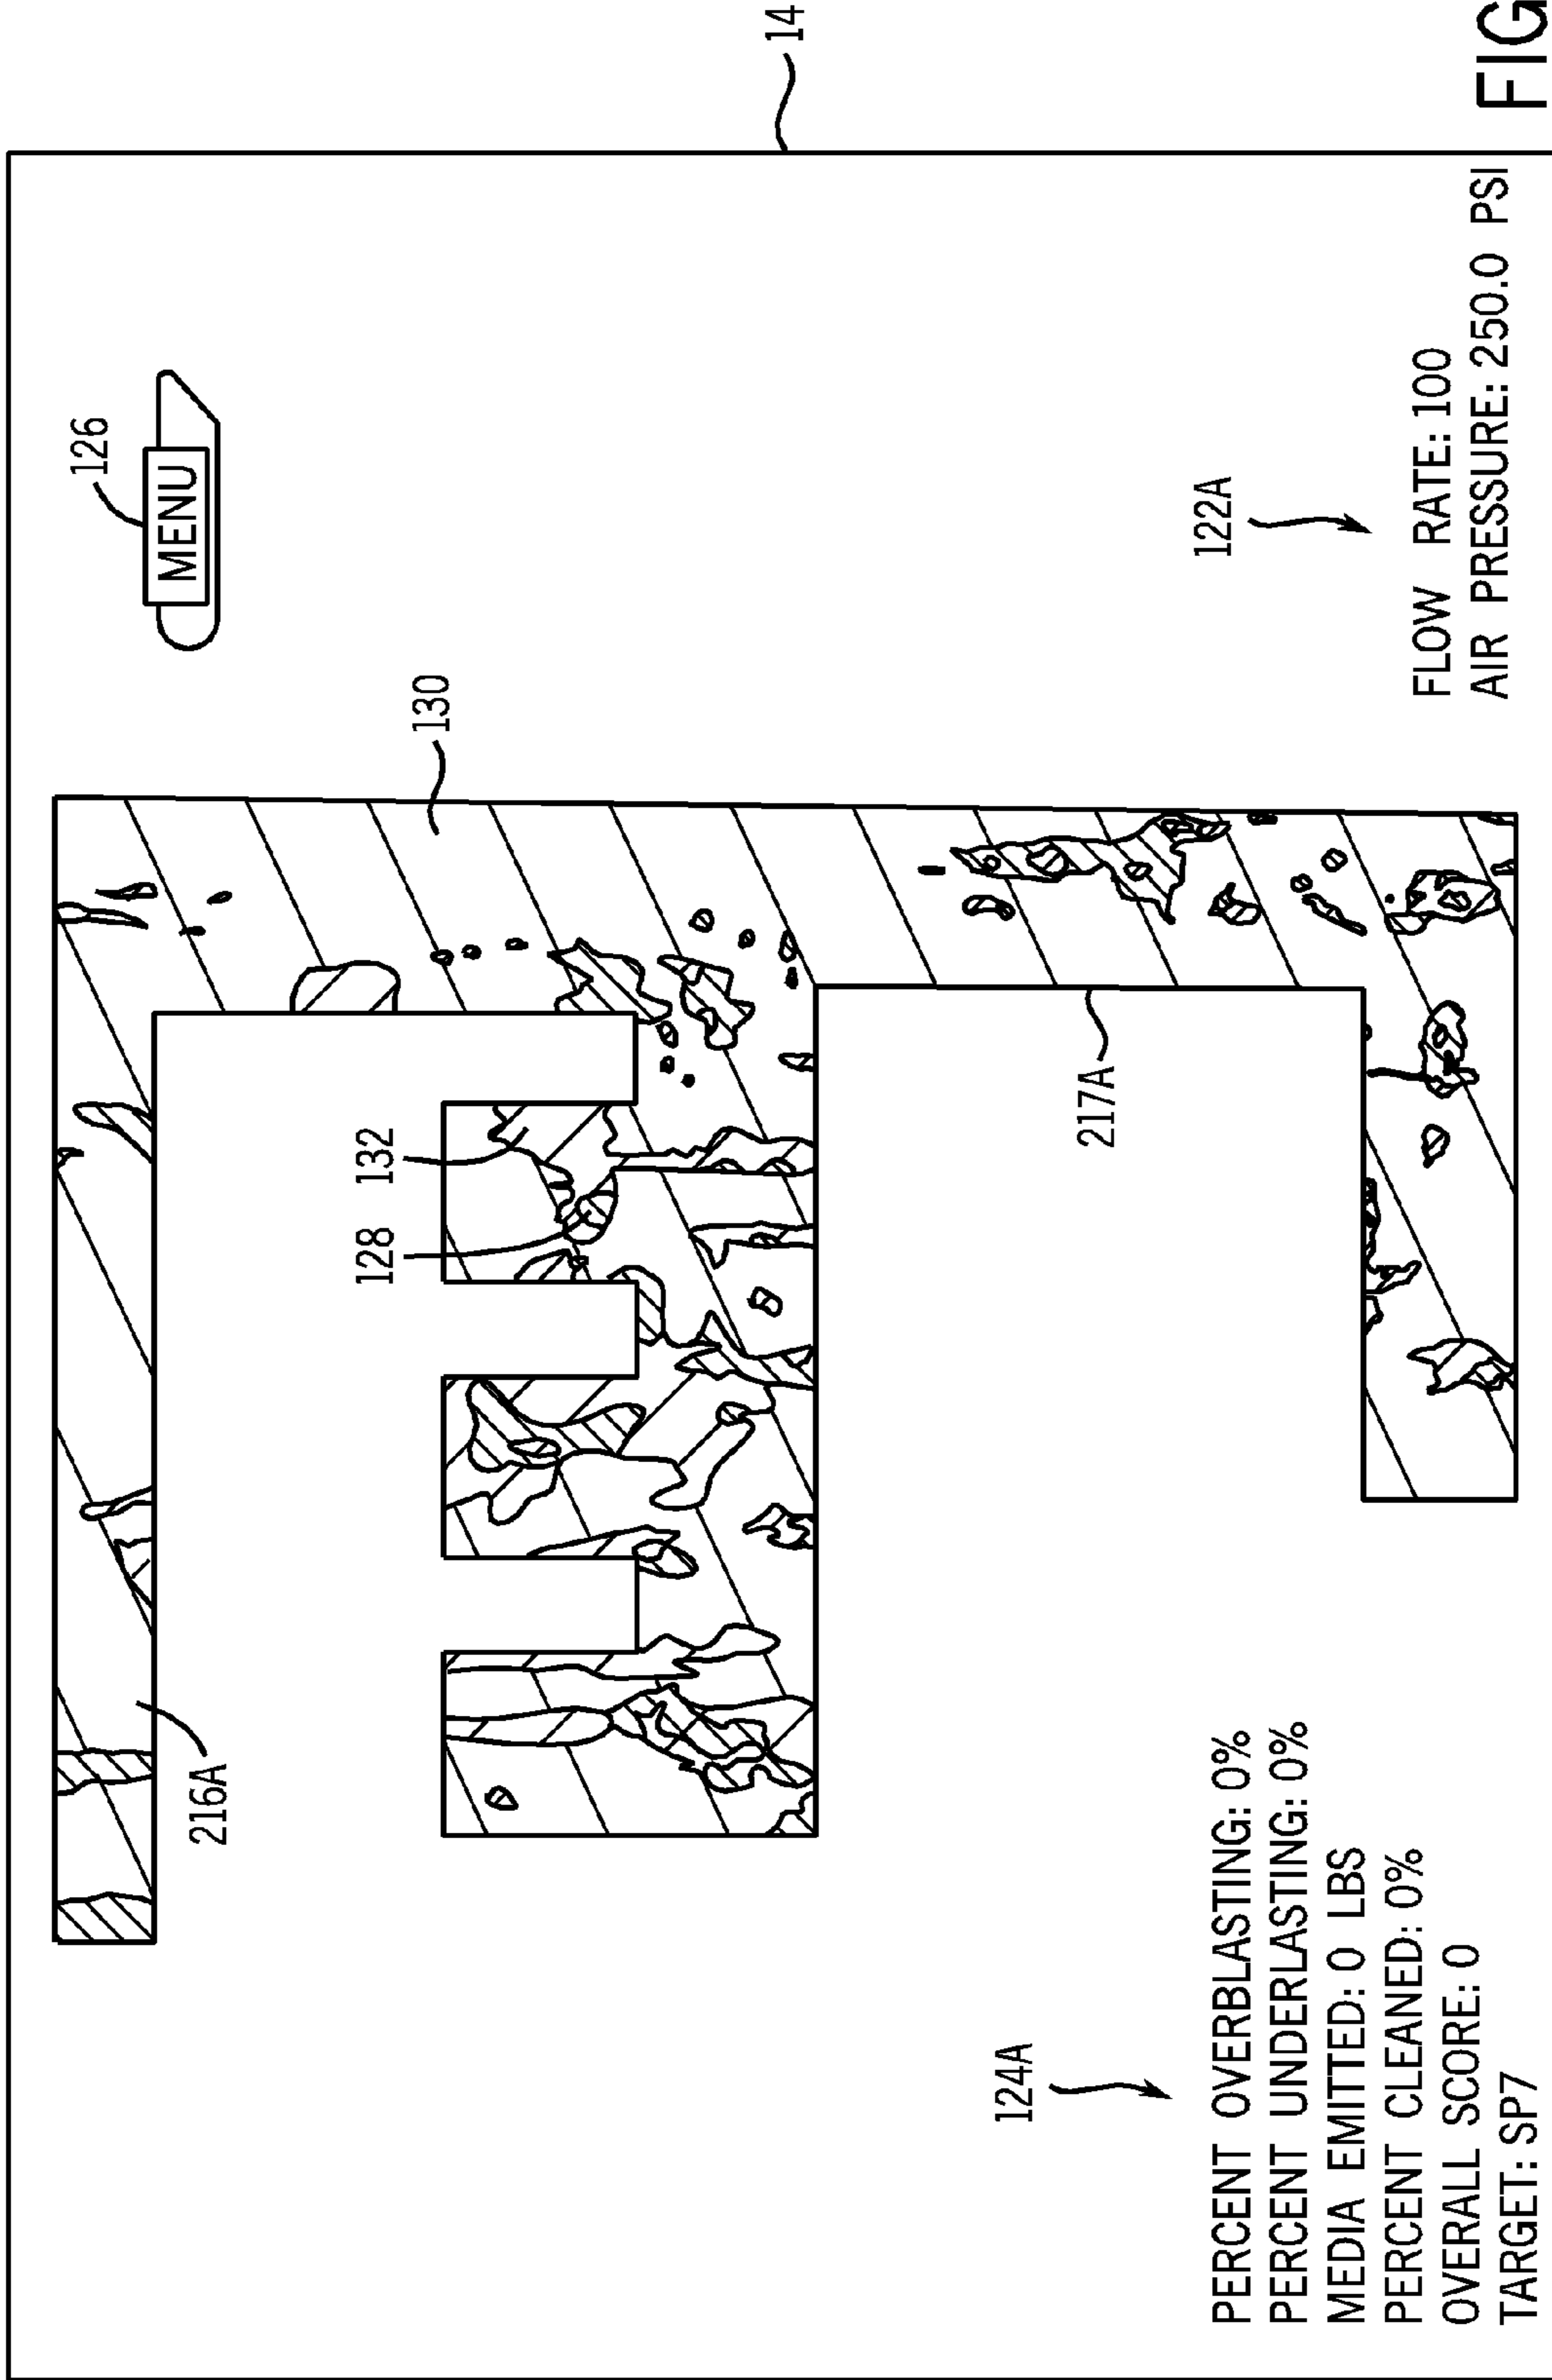 14
126
MENU
130
132
128
216A
217A
122A
FLOW RATE: 100
AIR PRESSURE: 250.0 PSI
124A
PERCENT OVERBLASTING: 0%
PERCENT UNDERLASTING: 0%
MEDIA EMITTED: 0 LBS
PERCENT CLEANED: 0%
OVERALL SCORE: 0
TARGET: SP7
FIG